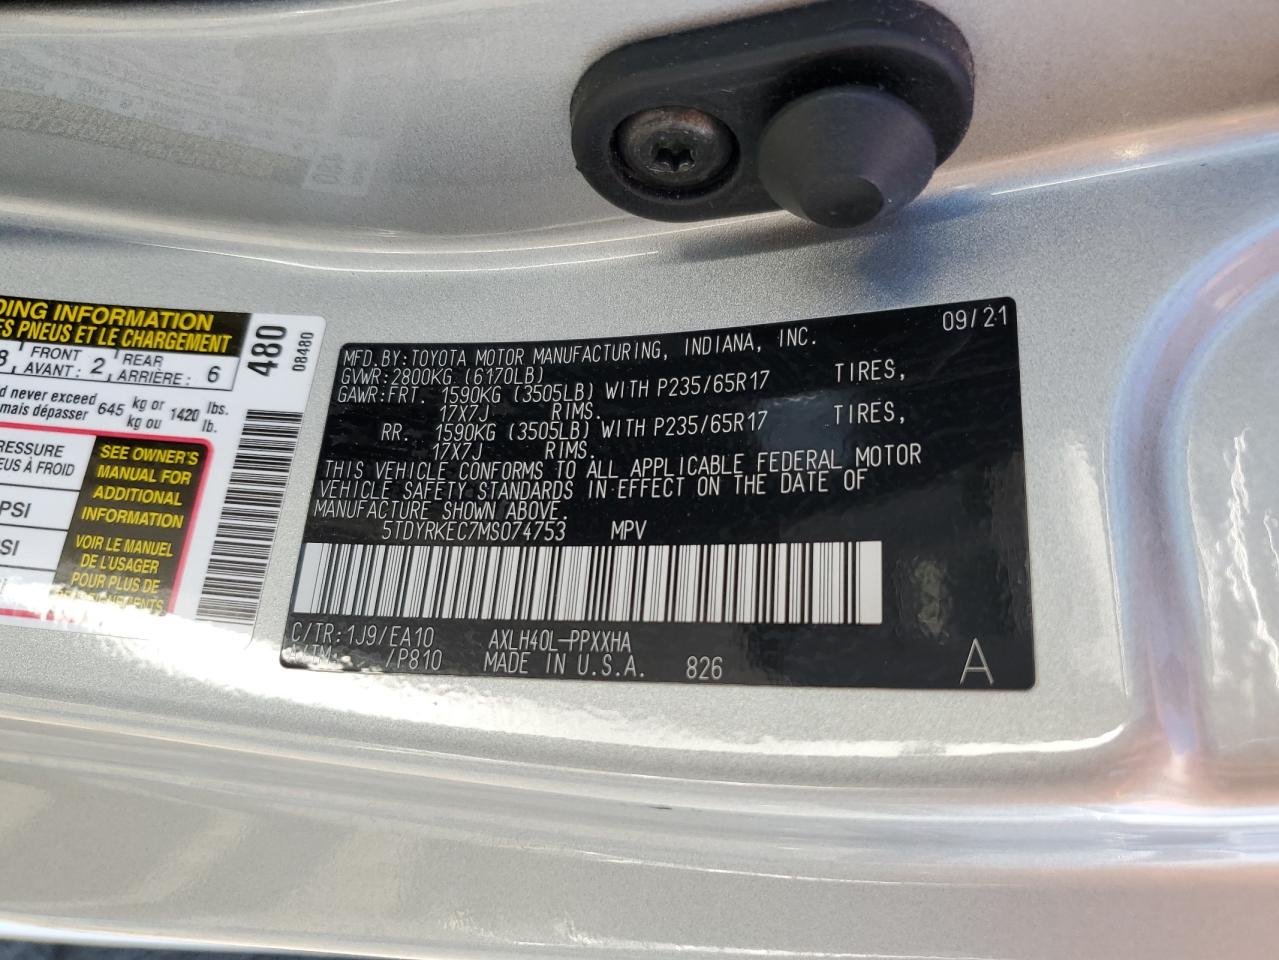 DING INFORMATION
ES PNEUS ET LE CHARGEMENT
8 FRONT 2 REAR 6
AVANT: ARRIÈRE:
never exceed 645 kg or 1420 lbs.
mais dépasser kg ou lb.
RESSURE
EUS À FROID
PSI
SI
SEE OWNER'S
MANUAL FOR
ADDITIONAL
INFORMATION
VOIR LE MANUEL
DE L'USAGER
POUR PLUS DE
480
08480
09/21
MFD. BY: TOYOTA MOTOR MANUFACTURING, INDIANA, INC.
GVWR: 2800KG (6170LB)
GAWR: FRT. 1590KG (3505LB) WITH P235/65R17 TIRES,
17X7J RIMS.
RR. 1590KG (3505LB) WITH P235/65R17 TIRES,
17X7J RIMS.
THIS VEHICLE CONFORMS TO ALL APPLICABLE FEDERAL MOTOR
VEHICLE SAFETY STANDARDS IN EFFECT ON THE DATE OF
MANUFACTURE SHOWN ABOVE.
5TDYRKEC7MS074753 MPV
C/TR: 1J9/EA10 AXLH40L-PPXXHA
A/TM: /P810 MADE IN U.S.A. 826 A